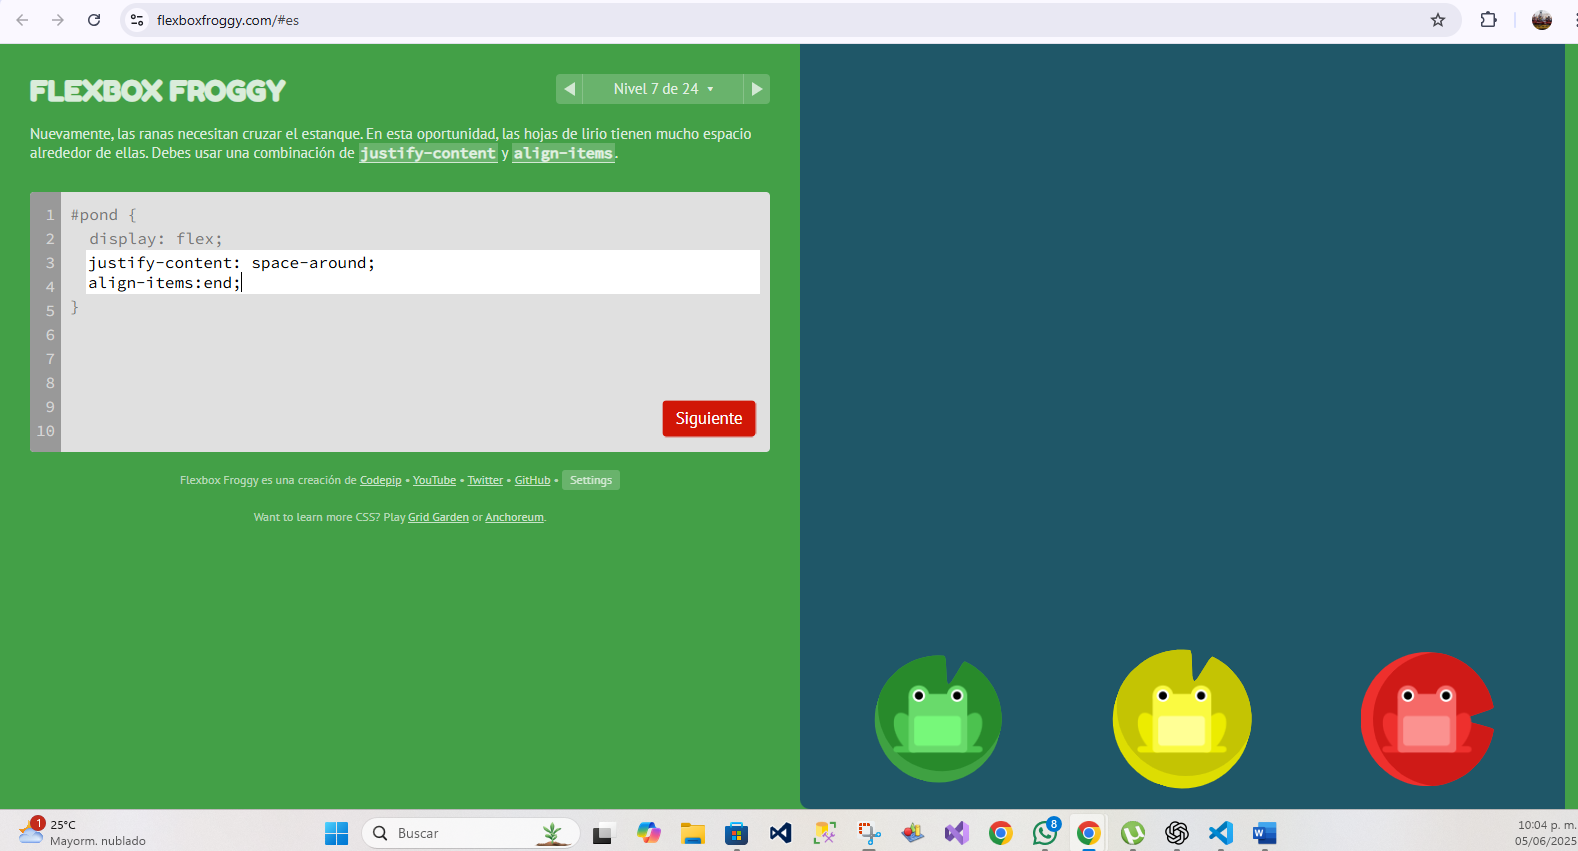 flexboxfroggy.com/#es
FLEXBOX FROGGY
Nivel 7 de 24
Nuevamente, las ranas necesitan cruzar el estanque. En esta oportunidad, las hojas de lirio tienen mucho espacio
alrededor de ellas. Debes usar una combinación de justify-content y align-items.
1 #pond {
2 display: flex;
3 justify-content: space-around;
4 align-items:end;
5 }
6
7
8
9
10
Siguiente
Flexbox Froggy es una creación de Codepip • YouTube • Twitter • GitHub • Settings
Want to learn more CSS? Play Grid Garden or Anchoreum.
1
25°C
Mayorm. nublado
Buscar
8
W
10:04 p. m.
05/06/2025